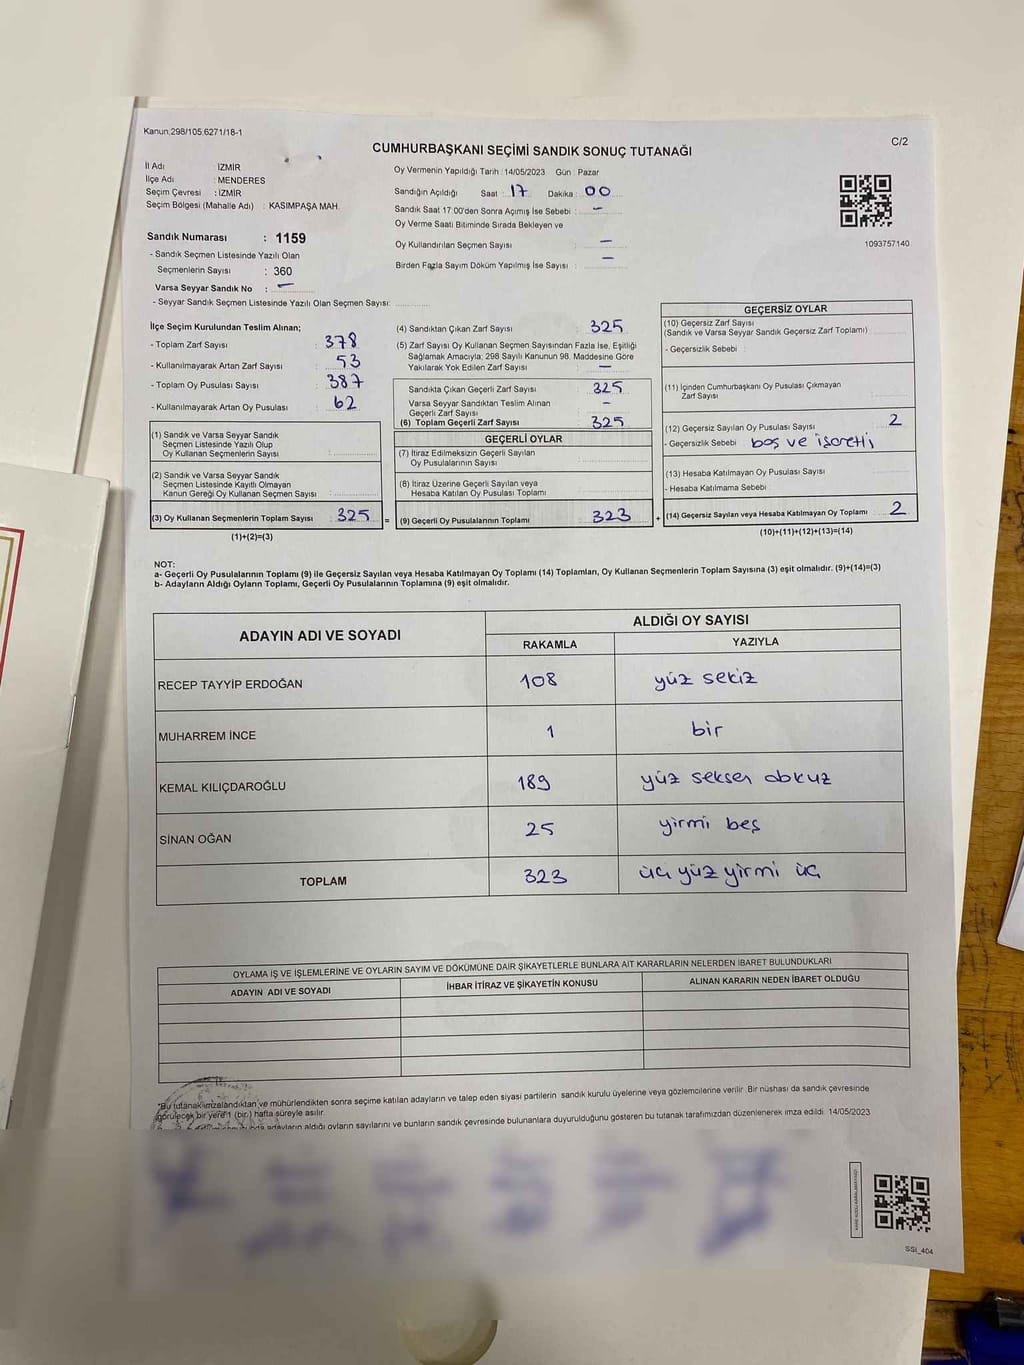 Kanun,298/105,6271/18-1
C/2
CUMHURBAŞKANI SEÇİMİ SANDIK SONUÇ TUTANAĞI
İl Adı : İZMİR
İlçe Adı : MENDERES
Seçim Çevresi : İZMİR
Seçim Bölgesi (Mahalle Adı) : KASIMPAŞA MAH.
Oy Vermenin Yapıldığı Tarih : 14/05/2023 Gün : Pazar
Sandığın Açıldığı Saat : 17 Dakika : 00
Sandık Saat 17:00'den Sonra Açımış İse Sebebi : –
Oy Verme Saati Bitiminde Sırada Bekleyen ve
Oy Kullandırılan Seçmen Sayısı : –
Birden Fazla Sayım Döküm Yapılmış İse Sayısı : –
1093757140
Sandık Numarası : 1159
- Sandık Seçmen Listesinde Yazılı Olan
Seçmenlerin Sayısı : 360
Varsa Seyyar Sandık No : –
- Seyyar Sandık Seçmen Listesinde Yazılı Olan Seçmen Sayısı:
İlçe Seçim Kurulundan Teslim Alınan;
- Toplam Zarf Sayısı : 378
- Kullanılmayarak Artan Zarf Sayısı : 53
- Toplam Oy Pusulası Sayısı : 387
- Kullanılmayarak Artan Oy Pusulası : 62
(1) Sandık ve Varsa Seyyar Sandık
Seçmen Listesinde Yazılı Olup
Oy Kullanan Seçmenlerin Sayısı :
(2) Sandık ve Varsa Seyyar Sandık
Seçmen Listesinde Kayıtlı Olmayan
Kanun Gereği Oy Kullanan Seçmen Sayısı :
(3) Oy Kullanan Seçmenlerin Toplam Sayısı : 325 =
(1)+(2)=(3)
(4) Sandıktan Çıkan Zarf Sayısı : 325
(5) Zarf Sayısı Oy Kullanan Seçmen Sayısından Fazla İse, Eşitliği
Sağlamak Amacıyla; 298 Sayılı Kanunun 98. Maddesine Göre
Yakılarak Yok Edilen Zarf Sayısı : –
Sandıkta Çıkan Geçerli Zarf Sayısı : 325
Varsa Seyyar Sandıktan Teslim Alınan
Geçerli Zarf Sayısı : –
(6) Toplam Geçerli Zarf Sayısı : 325
GEÇERLİ OYLAR
(7) İtiraz Edilmeksizin Geçerli Sayılan
Oy Pusulalarının Sayısı :
(8) İtiraz Üzerine Geçerli Sayılan veya
Hesaba Katılan Oy Pusulası Toplamı :
(9) Geçerli Oy Pusulalarının Toplamı : 323 +
GEÇERSİZ OYLAR
(10) Geçersiz Zarf Sayısı
(Sandık ve Varsa Seyyar Sandık Geçersiz Zarf Toplamı) :
- Geçersizlik Sebebi :
(11) İçinden Cumhurbaşkanı Oy Pusulası Çıkmayan
Zarf Sayısı :
(12) Geçersiz Sayılan Oy Pusulası Sayısı : 2
- Geçersizlik Sebebi : boş ve işaretli
(13) Hesaba Katılmayan Oy Pusulası Sayısı :
- Hesaba Katılmama Sebebi :
(14) Geçersiz Sayılan veya Hesaba Katılmayan Oy Toplamı : 2
(10)+(11)+(12)+(13)=(14)
NOT:
a- Geçerli Oy Pusulalarının Toplamı (9) ile Geçersiz Sayılan veya Hesaba Katılmayan Oy Toplamı (14) Toplamları, Oy Kullanan Seçmenlerin Toplam Sayısına (3) eşit olmalıdır. (9)+(14)=(3)
b- Adayların Aldığı Oyların Toplamı, Geçerli Oy Pusulalarının Toplamına (9) eşit olmalıdır.
ADAYIN ADI VE SOYADI ALDIĞI OY SAYISI
RAKAMLA YAZIYLA
RECEP TAYYİP ERDOĞAN 108 yüz sekiz
MUHARREM İNCE 1 bir
KEMAL KILIÇDAROĞLU 189 yüz seksen dokuz
SİNAN OĞAN 25 yirmi beş
TOPLAM 323 üç yüz yirmi üç
OYLAMA İŞ VE İŞLEMLERİNE VE OYLARIN SAYIM VE DÖKÜMÜNE DAİR ŞİKAYETLERLE BUNLARA AİT KARARLARIN NELERDEN İBARET BULUNDUKLARI
ADAYIN ADI VE SOYADI İHBAR İTİRAZ VE ŞİKAYETİN KONUSU ALINAN KARARIN NEDEN İBARET OLDUĞU
"Bu tutanak imzalandıktan ve mühürlendikten sonra seçime katılan adayların ve talep eden siyasi partilerin sandık kurulu üyelerine veya gözlemcilerine verilir. Bir nüshası da sandık çevresinde
görülecek bir yere 1 (bir) hafta süreyle asılır.
adayların aldığı oyların sayılarını ve bunların sandık çevresinde bulunanlara duyurulduğunu gösteren bu tutanak tarafımızdan düzenlenerek imza edildi. 14/05/2023
SSI_404